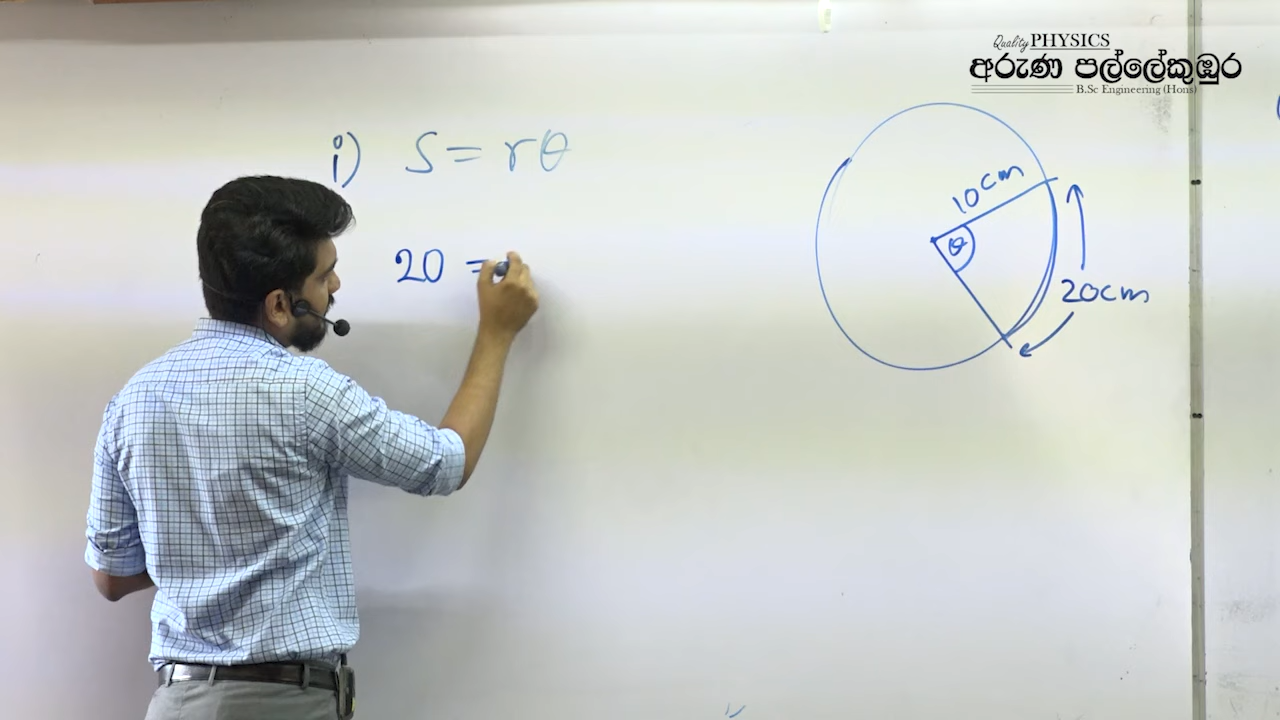 Quality PHYSICS
අරුණ පල්ලේකුඹුර
B.Sc Engineering (Hons)
i) S = rθ
20 =
10cm
θ
20cm